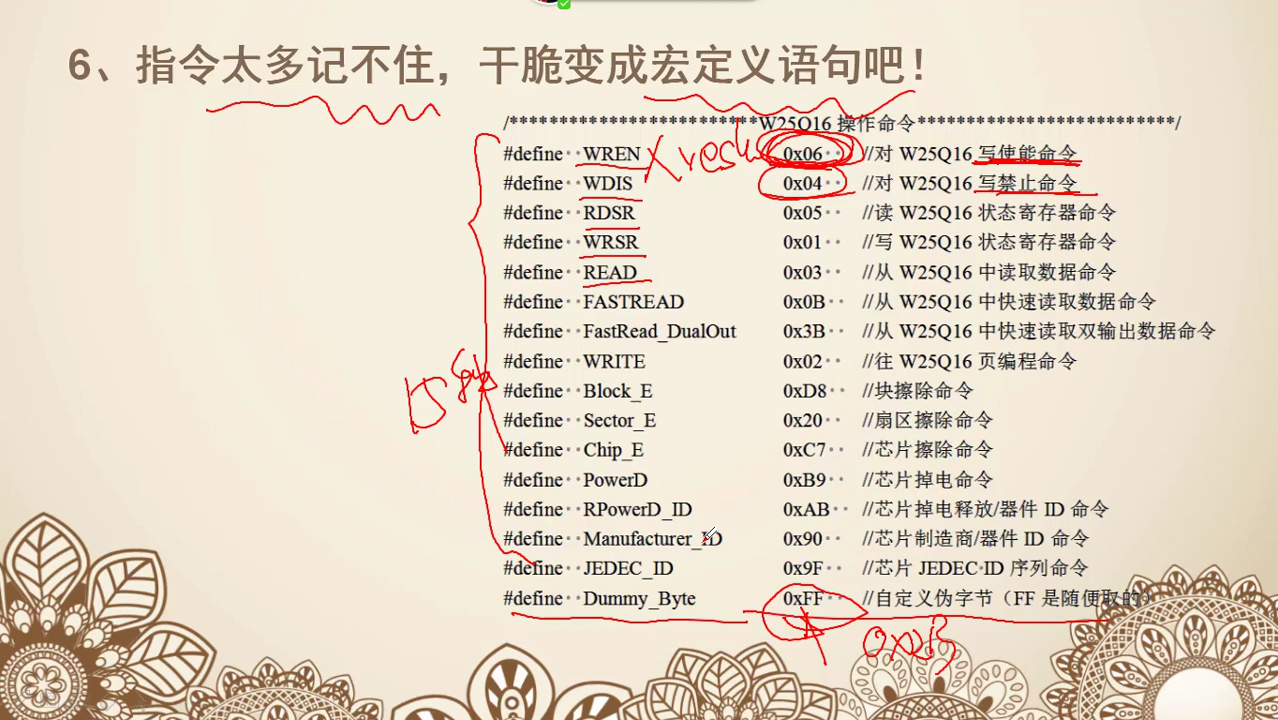 6、指令太多记不住，干脆变成宏定义语句吧！
/*************************W25Q16 操作命令**************************/
#define WREN 0x06 //对 W25Q16 写使能命令
#define WDIS 0x04 //对 W25Q16 写禁止命令
#define RDSR 0x05 //读 W25Q16 状态寄存器命令
#define WRSR 0x01 //写 W25Q16 状态寄存器命令
#define READ 0x03 //从 W25Q16 中读取数据命令
#define FASTREAD 0x0B //从 W25Q16 中快速读取数据命令
#define FastRead_DualOut 0x3B //从 W25Q16 中快速读取双输出数据命令
#define WRITE 0x02 //往 W25Q16 页编程命令
#define Block_E 0xD8 //块擦除命令
#define Sector_E 0x20 //扇区擦除命令
#define Chip_E 0xC7 //芯片擦除命令
#define PowerD 0xB9 //芯片掉电命令
#define RPowerD_ID 0xAB //芯片掉电释放/器件 ID 命令
#define Manufacturer_ID 0x90 //芯片制造商/器件 ID 命令
#define JEDEC_ID 0x9F //芯片 JEDEC ID 序列命令
#define Dummy_Byte 0xFF //自定义伪字节（FF 是随便取的）